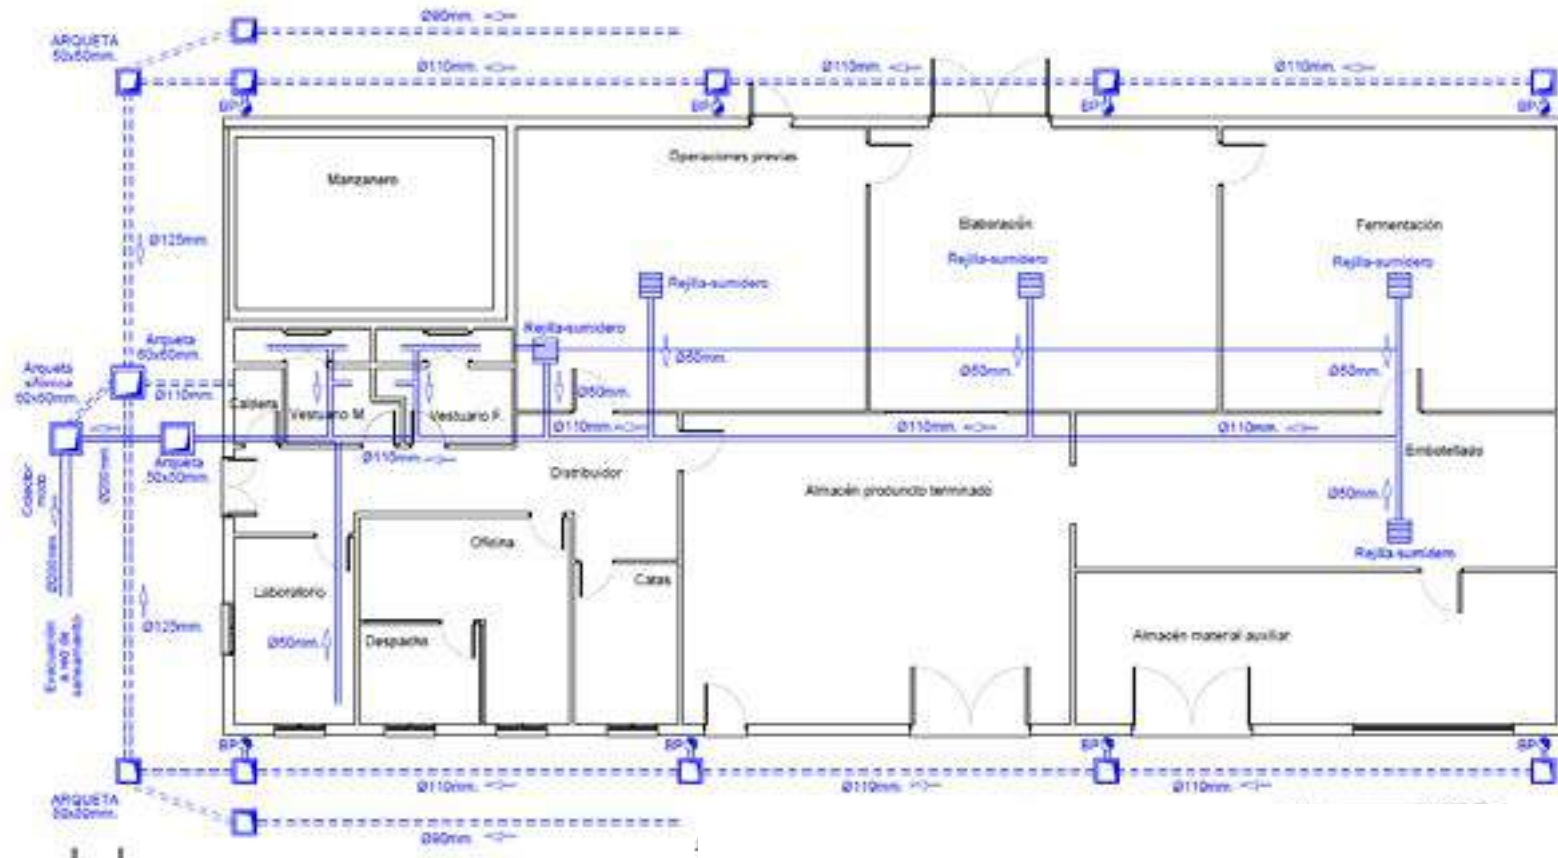 Ø90mm.
ARQUETA
50x50mm.
Ø110mm.
Ø110mm.
Ø110mm.
BP
BP
BP
BP
Operaciones previas
Manzanero
Elaboración
Fermentación
Ø125mm.
Rejilla-sumidero
Rejilla-sumidero
Rejilla-sumidero
Rejilla-sumidero
Arqueta
60x60mm.
Ø50mm.
Ø50mm.
Ø50mm.
Arqueta
sifónica
60x60mm.
Ø110mm.
Ø50mm.
Caldera
Vestuario M.
Vestuario F.
Ø110mm.
Ø110mm.
Ø110mm.
Ø110mm.
Embotellado
Arqueta
50x50mm.
Distribuidor
Almacén producto terminado
Colector
mixto
Ø200mm.
Ø50mm.
Oficina
Rejilla-sumidero
Ø200mm.
Catas
Laboratorio
Evacuación
a red de
saneamiento
Ø125mm.
Ø50mm.
Despacho
Almacén material auxiliar
BP
BP
BP
BP
Ø110mm.
Ø110mm.
Ø110mm.
ARQUETA
50x50mm.
Ø90mm.